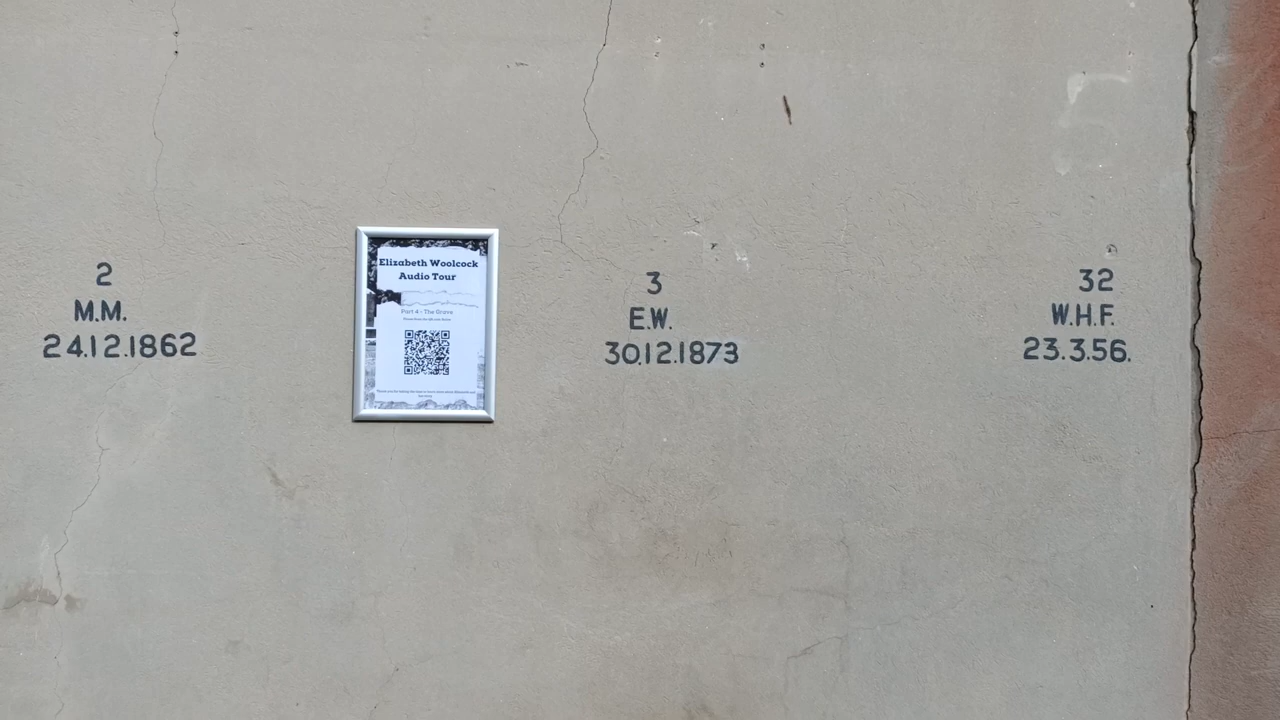 2
M.M.
24.12.1862
Elizabeth Woolcock
Audio Tour
Part 4 - The Grave
3
E.W.
30.12.1873
32
W.H.F.
23.3.56.